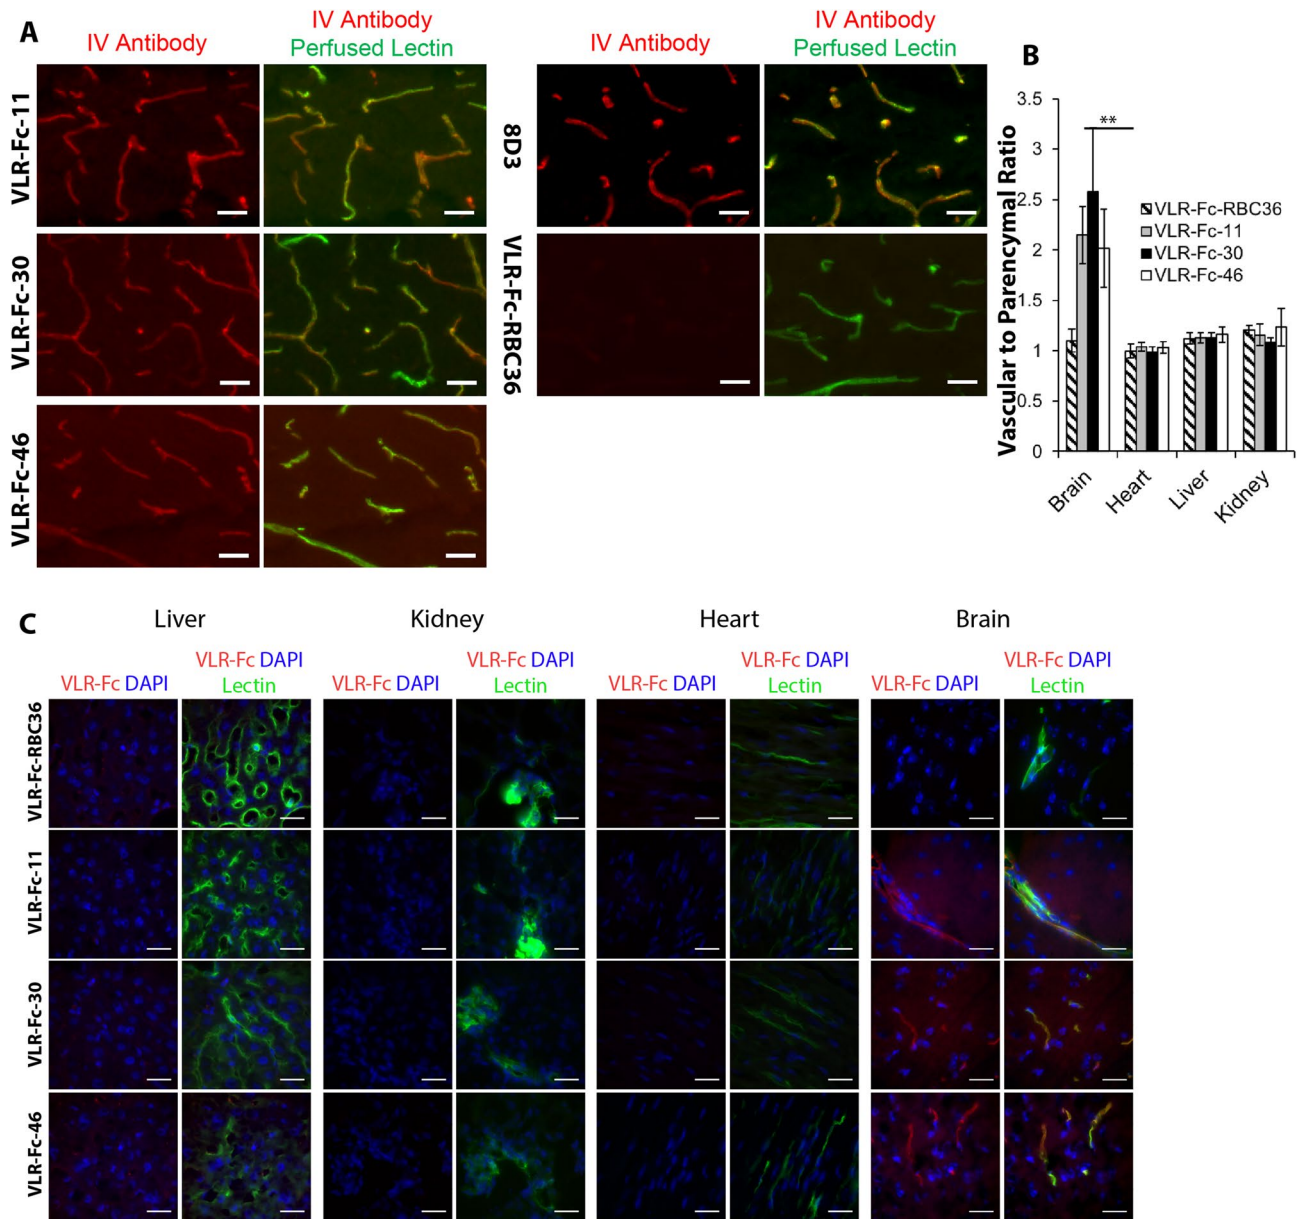 A
IV Antibody
IV Antibody
Perfused Lectin
IV Antibody
IV Antibody
Perfused Lectin
VLR-Fc-11
8D3
VLR-Fc-30
VLR-Fc-RBC36
VLR-Fc-46
B
Vascular to Parencymal Ratio
3.5
3
2.5
2
1.5
1
0.5
0
**
VLR-Fc-RBC36
VLR-Fc-11
VLR-Fc-30
VLR-Fc-46
Brain
Heart
Liver
Kidney
C
Liver
Kidney
Heart
Brain
VLR-Fc DAPI
VLR-Fc DAPI
Lectin
VLR-Fc DAPI
VLR-Fc DAPI
Lectin
VLR-Fc DAPI
VLR-Fc DAPI
Lectin
VLR-Fc DAPI
VLR-Fc DAPI
Lectin
VLR-Fc-RBC36
VLR-Fc-11
VLR-Fc-30
VLR-Fc-46